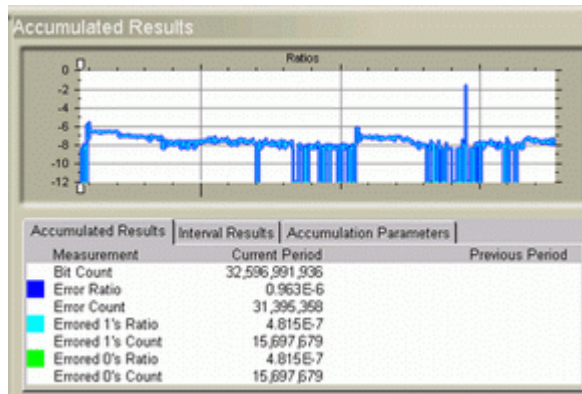 Accumulated Results
Ratios
0
-2
-4
-6
-8
-10
-12
Accumulated Results Interval Results Accumulation Parameters
Measurement Current Period Previous Period
Bit Count 32,596,991,936
Error Ratio 0.963E-6
Error Count 31,395,358
Errored 1's Ratio 4.815E-7
Errored 1's Count 15,697,679
Errored 0's Ratio 4.815E-7
Errored 0's Count 15,697,679